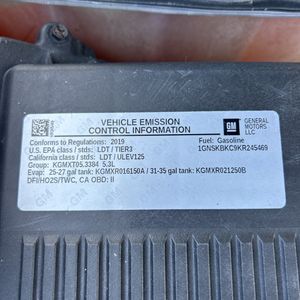 VEHICLE EMISSION
CONTROL INFORMATION
GM
GENERAL
MOTORS
LLC
Conforms to Regulations: 2019
Fuel: Gasoline
U.S. EPA class / stds: LDT / TIER3
1GNSKBKC9KR245469
California class / stds: LDT / ULEV125
Group: KGMXT05.3384 5.3L
Evap: 25-27 gal tank: KGMXR016150A / 31-35 gal tank: KGMXR021250B
DFI/HO2S/TWC, CA OBD: II